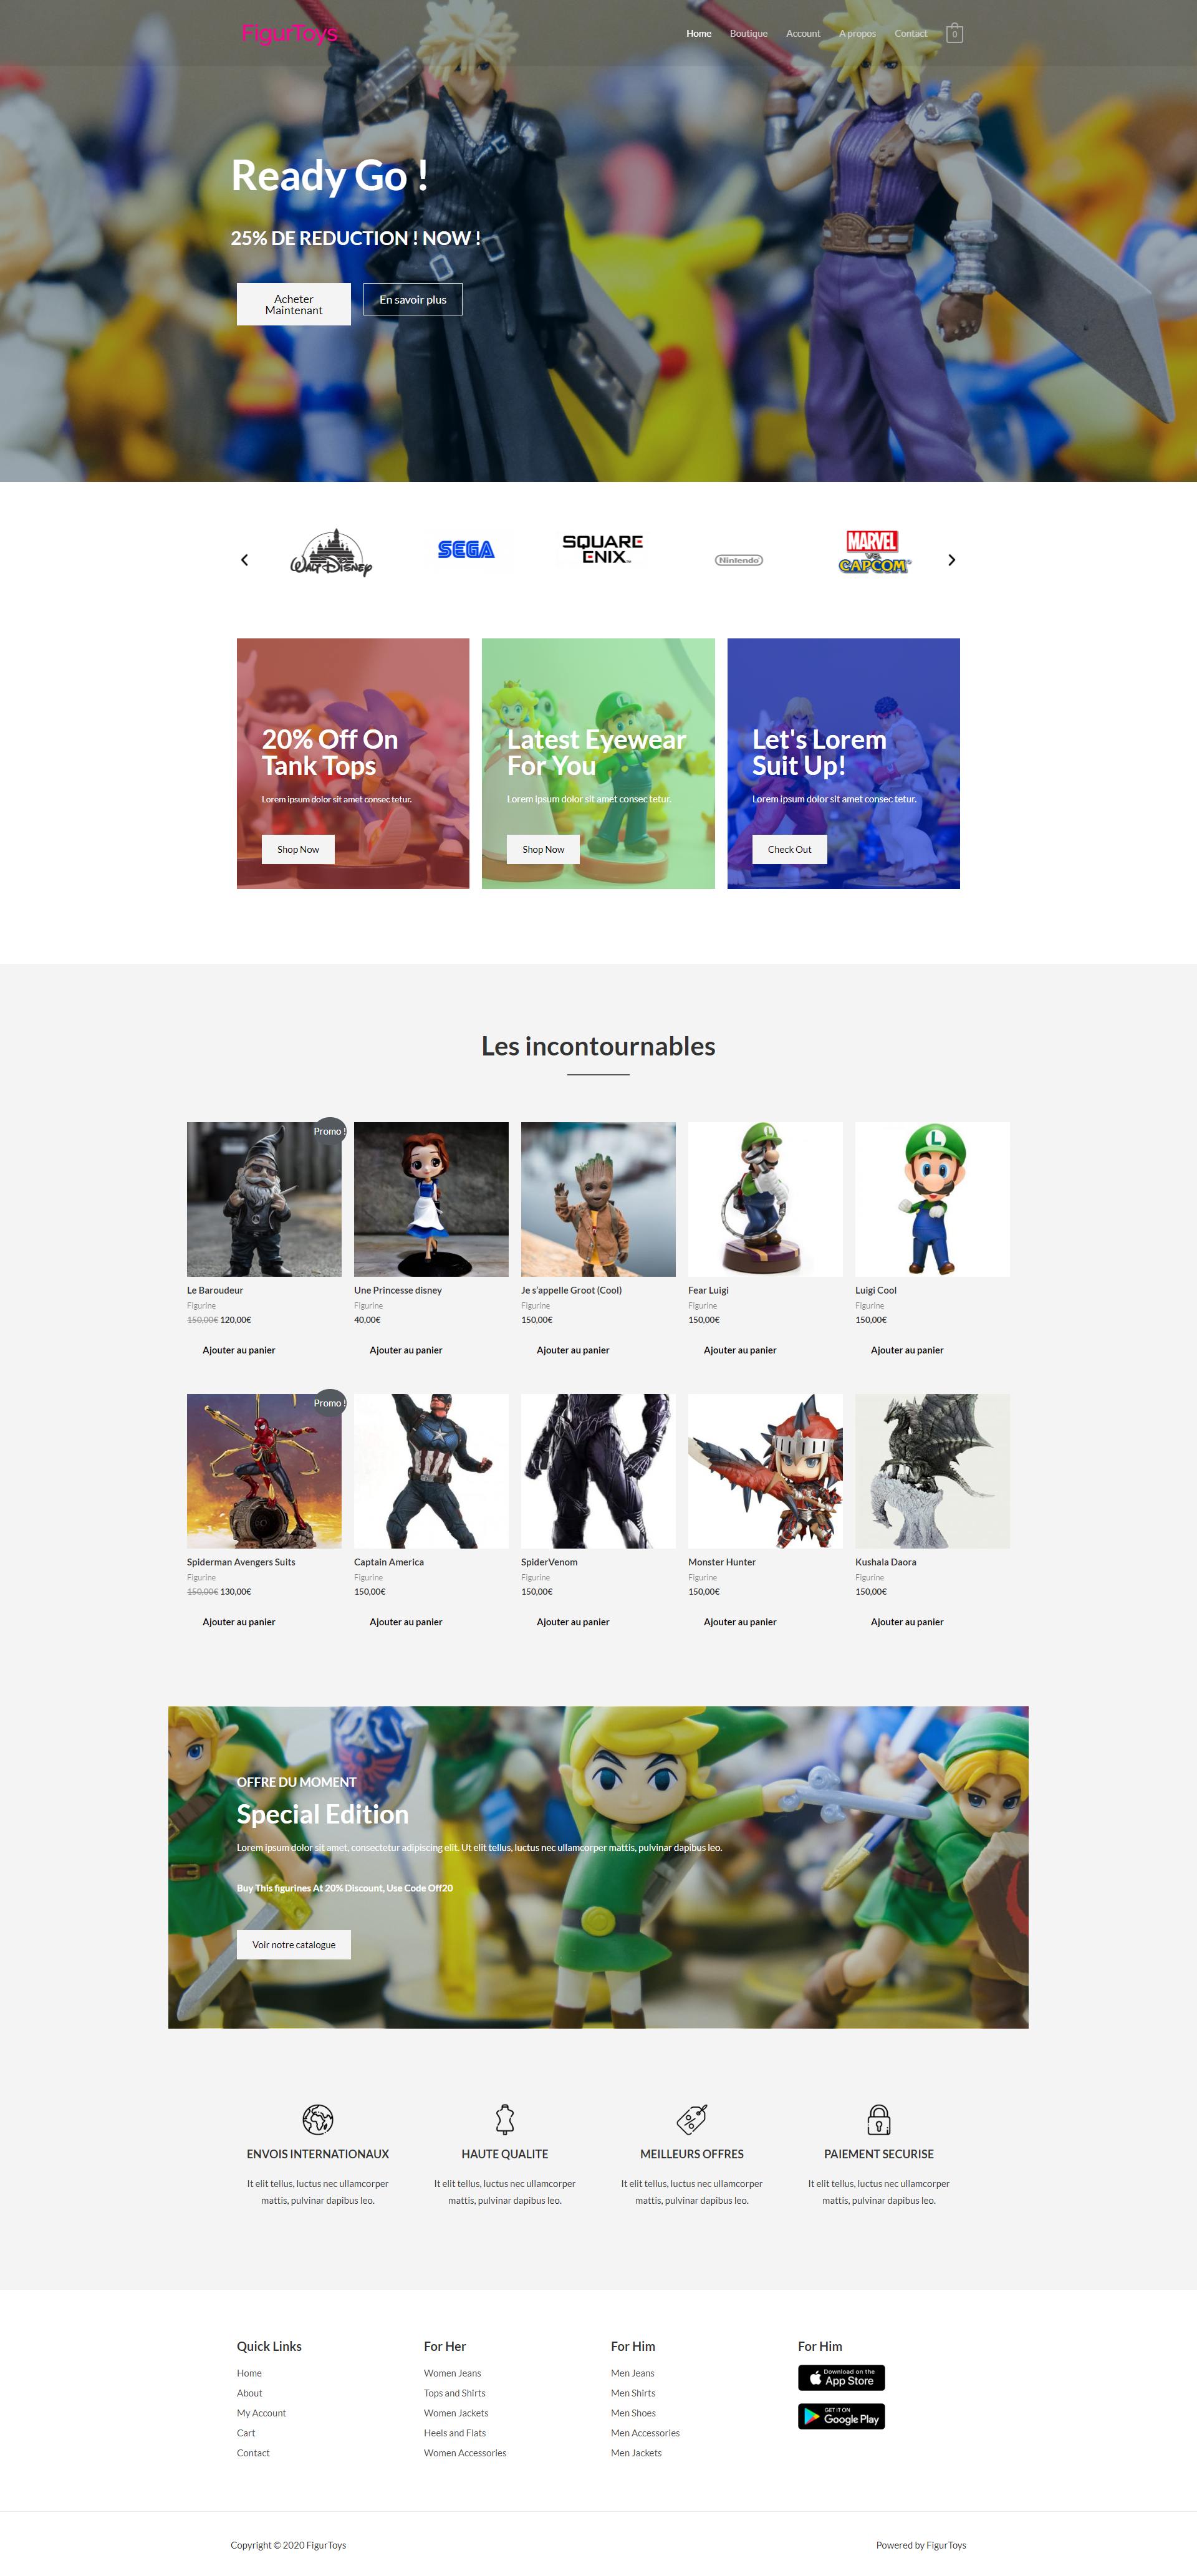 FigurToys
Home Boutique Account A propos Contact 0
Ready Go !
25% DE REDUCTION ! NOW !
Acheter
Maintenant
En savoir plus
WALT DISNEY
SEGA
SQUARE
ENIX
Nintendo
MARVEL
VS.
CAPCOM
20% Off On
Tank Tops
Lorem ipsum dolor sit amet consec tetur.
Shop Now
Latest Eyewear
For You
Lorem ipsum dolor sit amet consec tetur.
Shop Now
Let's Lorem
Suit Up!
Lorem ipsum dolor sit amet consec tetur.
Check Out
Les incontournables
Promo !
Le Baroudeur
Figurine
150,00€ 120,00€
Ajouter au panier
Une Princesse disney
Figurine
40,00€
Ajouter au panier
Je s’appelle Groot (Cool)
Figurine
150,00€
Ajouter au panier
Fear Luigi
Figurine
150,00€
Ajouter au panier
L
Luigi Cool
Figurine
150,00€
Ajouter au panier
Promo !
Spiderman Avengers Suits
Figurine
150,00€ 130,00€
Ajouter au panier
Captain America
Figurine
150,00€
Ajouter au panier
SpiderVenom
Figurine
150,00€
Ajouter au panier
Monster Hunter
Figurine
150,00€
Ajouter au panier
Kushala Daora
Figurine
150,00€
Ajouter au panier
OFFRE DU MOMENT
Special Edition
Lorem ipsum dolor sit amet, consectetur adipiscing elit. Ut elit tellus, luctus nec ullamcorper mattis, pulvinar dapibus leo.
Buy This figurines At 20% Discount, Use Code Off20
Voir notre catalogue
ENVOIS INTERNATIONAUX
It elit tellus, luctus nec ullamcorper
mattis, pulvinar dapibus leo.
HAUTE QUALITE
It elit tellus, luctus nec ullamcorper
mattis, pulvinar dapibus leo.
MEILLEURS OFFRES
It elit tellus, luctus nec ullamcorper
mattis, pulvinar dapibus leo.
PAIEMENT SECURISE
It elit tellus, luctus nec ullamcorper
mattis, pulvinar dapibus leo.
Quick Links
Home
About
My Account
Cart
Contact
For Her
Women Jeans
Tops and Shirts
Women Jackets
Heels and Flats
Women Accessories
For Him
Men Jeans
Men Shirts
Men Shoes
Men Accessories
Men Jackets
For Him
Download on the
App Store
GET IT ON
Google Play
Copyright © 2020 FigurToys
Powered by FigurToys